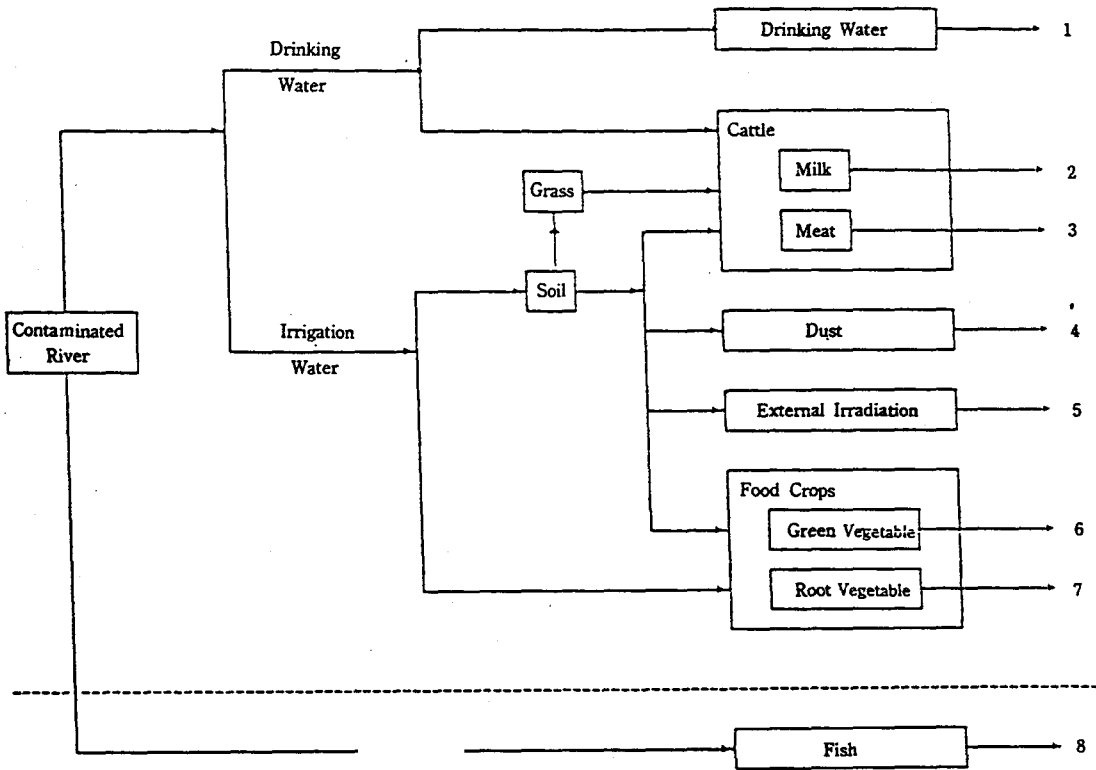 Drinking Water
1
Drinking
Water
Cattle
Milk
2
Grass
Meat
3
Soil
Contaminated
River
Irrigation
Water
Dust
4
External Irradiation
5
Food Crops
Green Vegetable
6
Root Vegetable
7
Fish
8